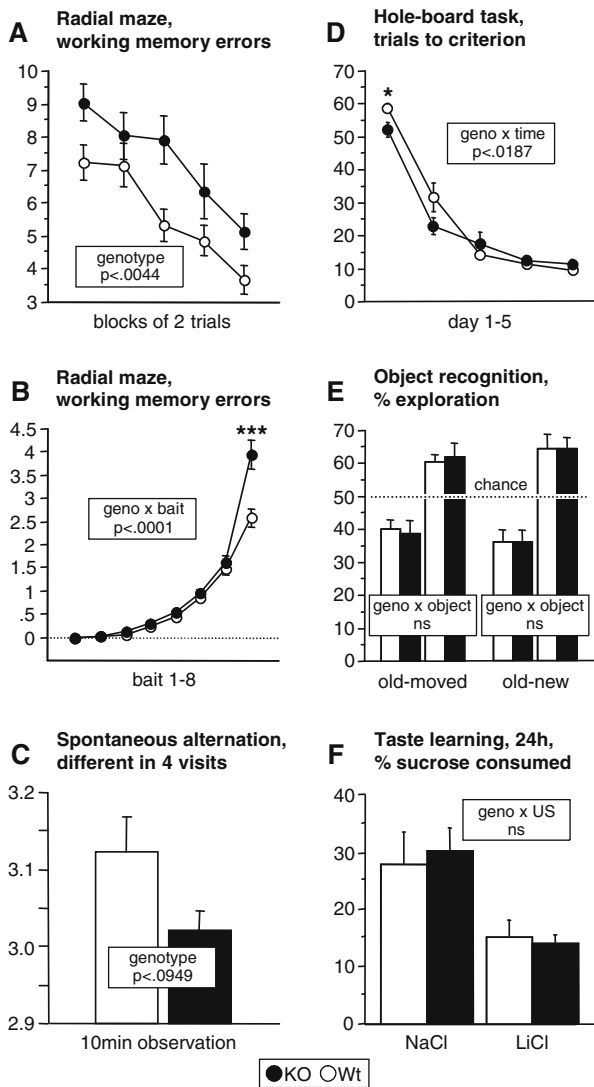 A Radial maze,
working memory errors
10
9
8
7
6
5
4
3
genotype
p<.0044
blocks of 2 trials
B Radial maze,
working memory errors
4.5
4
3.5
3
2.5
2
1.5
1
.5
0
***
geno x bait
p<.0001
bait 1-8
C Spontaneous alternation,
different in 4 visits
3.2
3.1
3.0
2.9
genotype
p<.0949
10min observation
D Hole-board task,
trials to criterion
70
60
50
40
30
20
10
0
*
geno x time
p<.0187
day 1-5
E Object recognition,
% exploration
70
60
50
40
30
20
10
0
chance
geno x object
ns
geno x object
ns
old-moved old-new
F Taste learning, 24h,
% sucrose consumed
40
30
20
10
0
geno x US
ns
NaCl LiCl
KO Wt